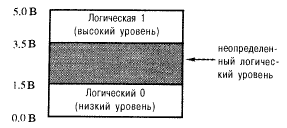 5.0 В
Логическая 1
(высокий уровень)
3.5 В
неопределен-
ный логичес-
кий уровень
1.5 В
Логический 0
(низкий уровень)
0.0 В